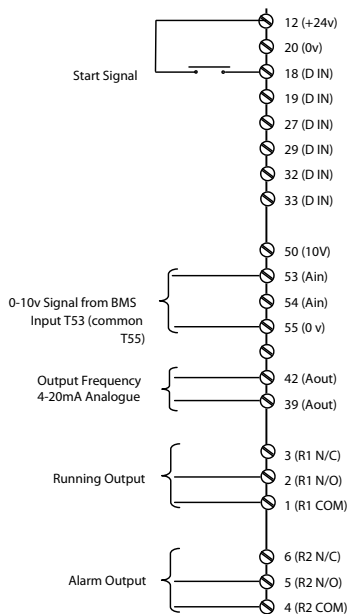 12 (+24v)
20 (0v)
Start Signal
18 (D IN)
19 (D IN)
27 (D IN)
29 (D IN)
32 (D IN)
33 (D IN)
50 (10V)
53 (Ain)
0-10v Signal from BMS
Input T53 (common
T55)
54 (Ain)
55 (0 v)
Output Frequency
4-20mA Analogue
42 (Aout)
39 (Aout)
3 (R1 N/C)
Running Output
2 (R1 N/O)
1 (R1 COM)
6 (R2 N/C)
Alarm Output
5 (R2 N/O)
4 (R2 COM)